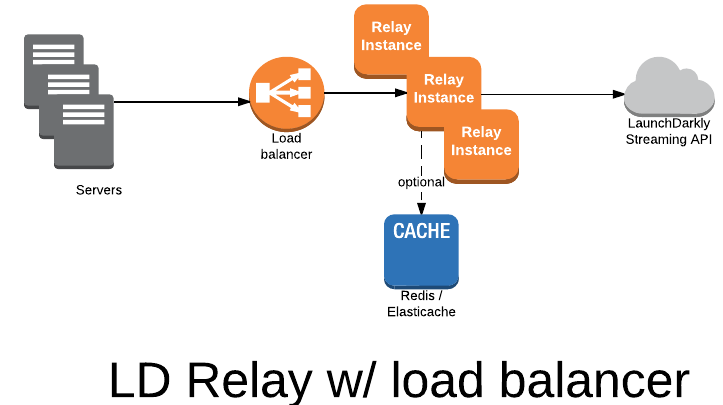 Relay
Instance
Relay
Instance
Relay
Instance
Load
balancer
LaunchDarkly
Streaming API
Servers
optional
CACHE
Redis /
Elasticache
LD Relay w/ load balancer